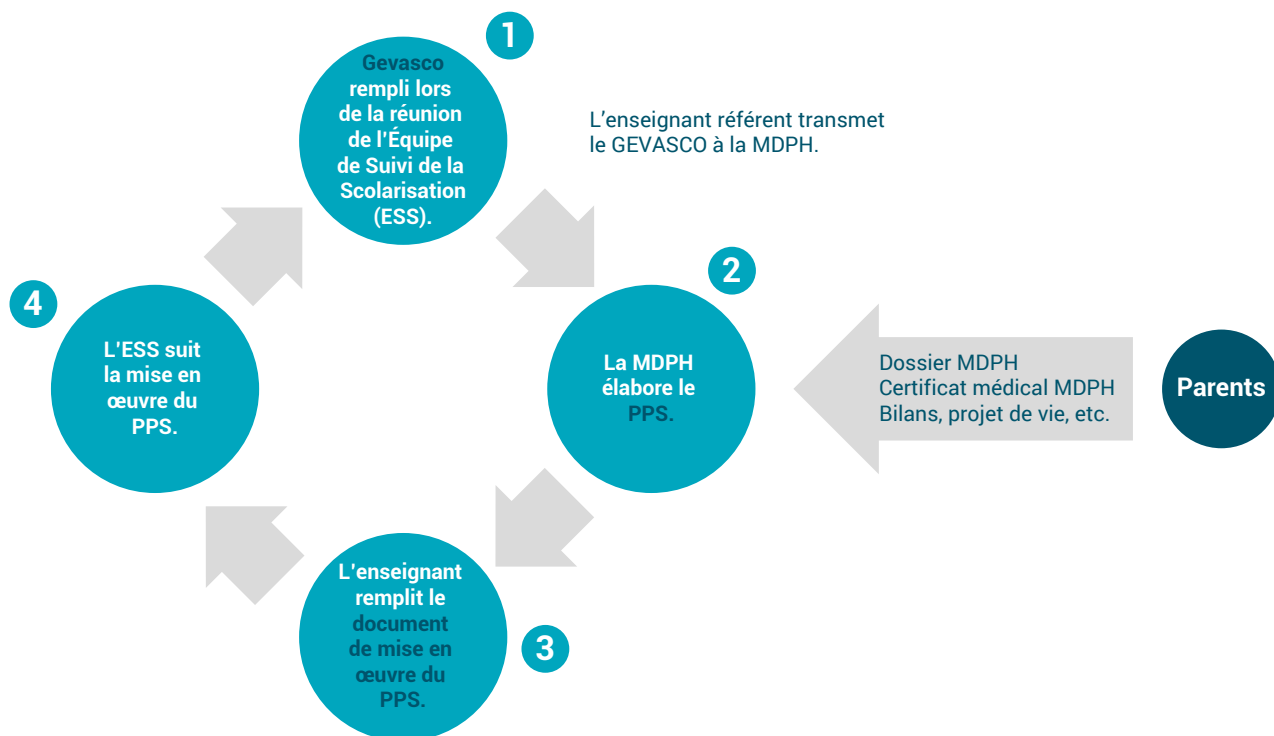 1
Gevasco
rempli lors
de la réunion
de l'Équipe
de Suivi de la
Scolarisation
(ESS).
L'enseignant référent transmet
le GEVASCO à la MDPH.
2
La MDPH
élabore le
PPS.
Dossier MDPH
Certificat médical MDPH
Bilans, projet de vie, etc.
Parents
3
L'enseignant
remplit le
document
de mise en
œuvre du
PPS.
4
L'ESS suit
la mise en
œuvre du
PPS.